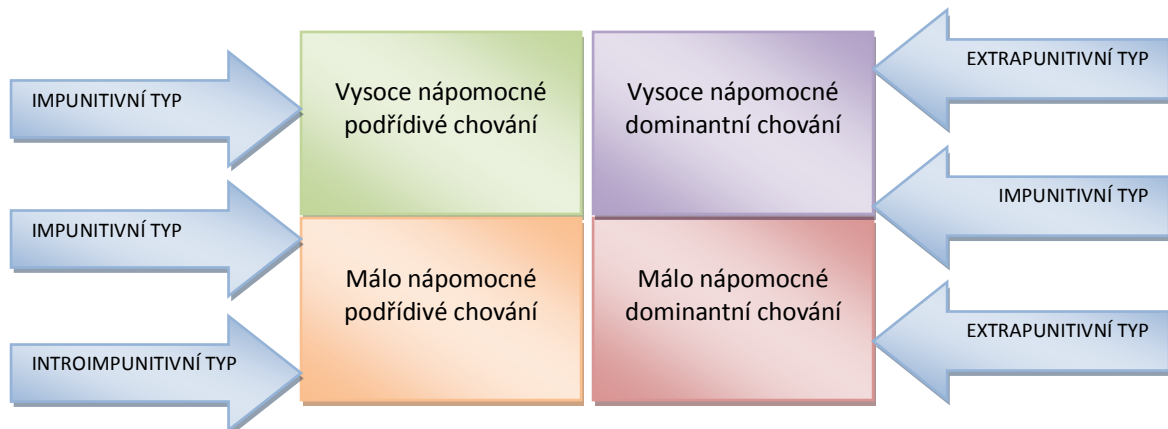 IMPUNITIVNÍ TYP
IMPUNITIVNÍ TYP
INTROIMPUNITIVNÍ TYP
Vysoce nápomocné
podřídivé chování
Vysoce nápomocné
dominantní chování
Málo nápomocné
podřídivé chování
Málo nápomocné
dominantní chování
EXTRAPUNITIVNÍ TYP
IMPUNITIVNÍ TYP
EXTRAPUNITIVNÍ TYP